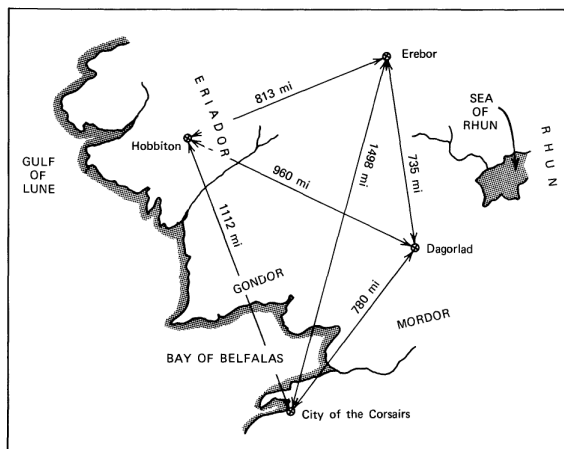 Erebor
ERIADOR
813 mi
SEA
OF
RHUN
RHUN
Hobbiton
GULF
OF
LUNE
960 mi
1498 mi
735 mi
1112 mi
Dagorlad
GONDOR
780 mi
MORDOR
BAY OF BELFALAS
City of the Corsairs